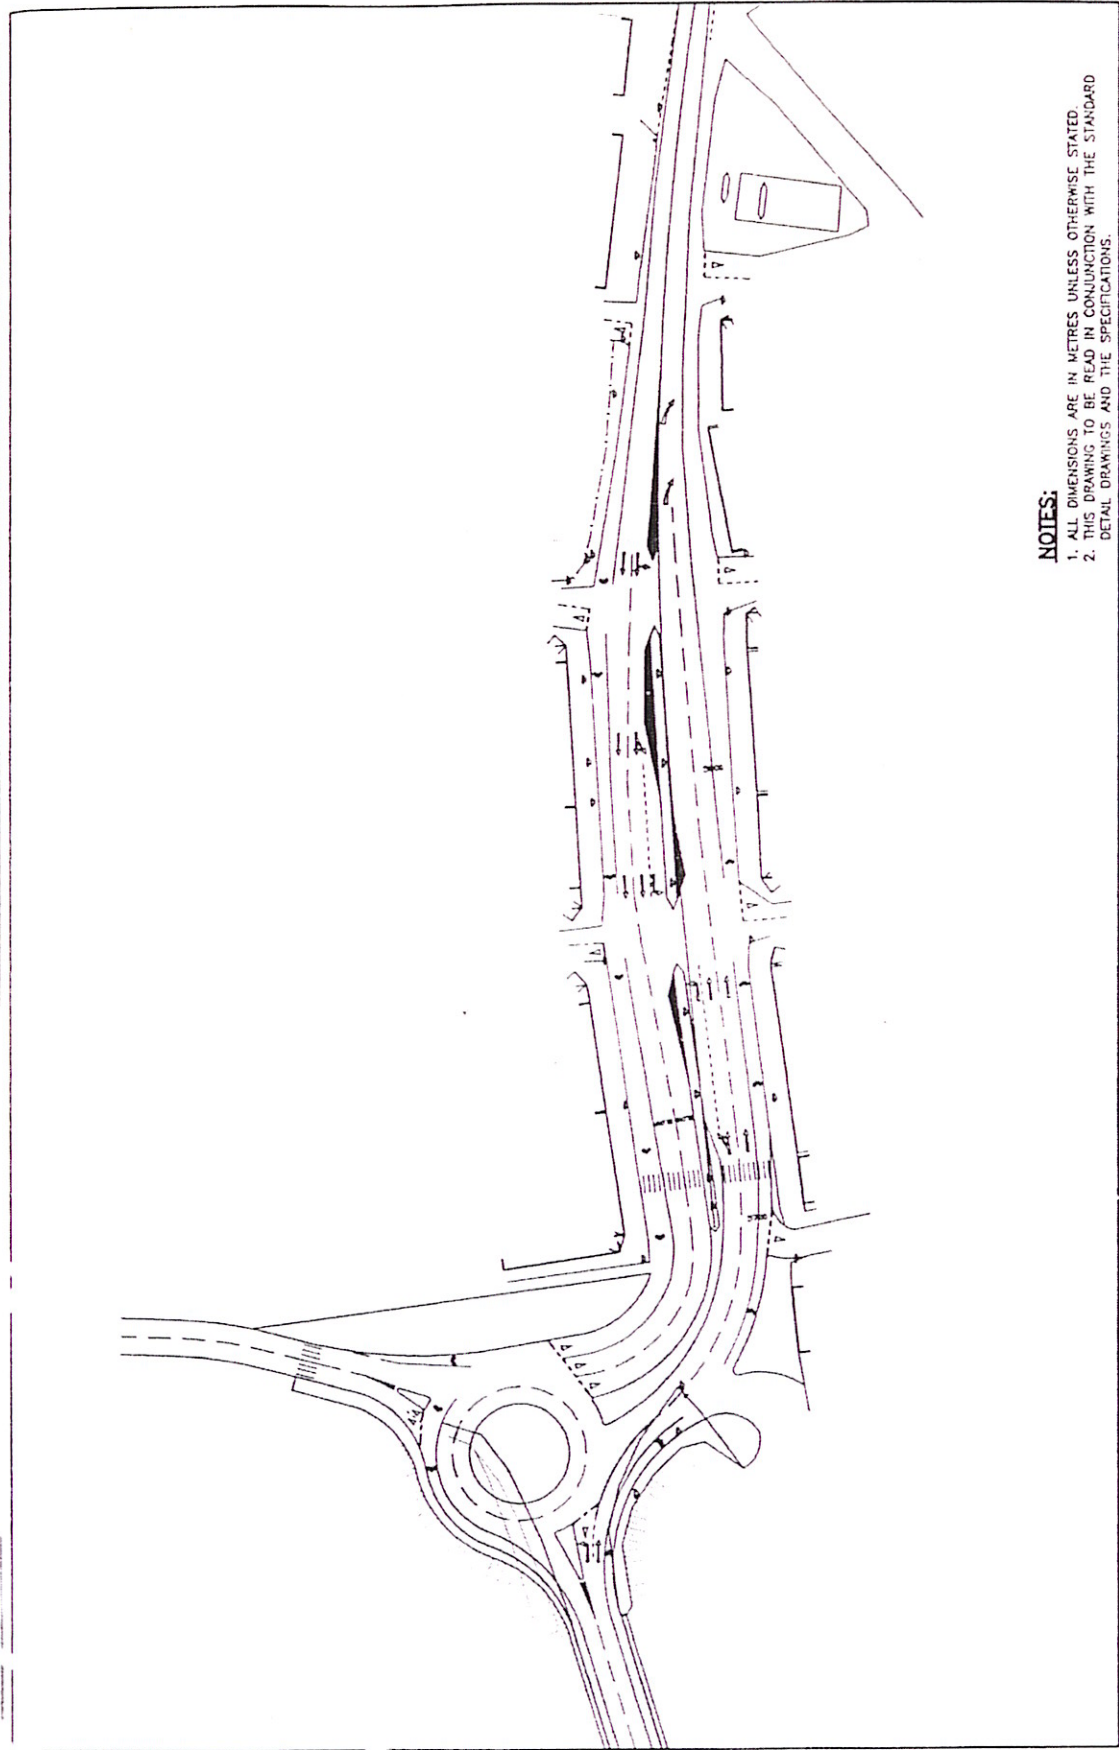 NOTES:
1. ALL DIMENSIONS ARE IN METRES UNLESS OTHERWISE STATED.
2. THIS DRAWING TO BE READ IN CONJUNCTION WITH THE STANDARD
DETAIL DRAWINGS AND THE SPECIFICATIONS.